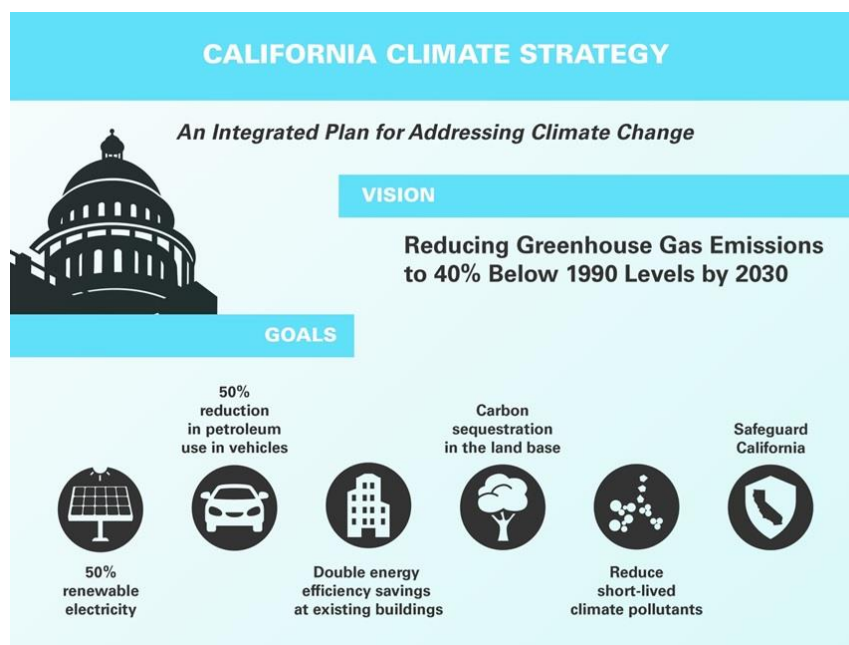 CALIFORNIA CLIMATE STRATEGY
An Integrated Plan for Addressing Climate Change
VISION
Reducing Greenhouse Gas Emissions
to 40% Below 1990 Levels by 2030
GOALS
50%
renewable
electricity
50%
reduction
in petroleum
use in vehicles
Double energy
efficiency savings
at existing buildings
Carbon
sequestration
in the land base
Reduce
short-lived
climate pollutants
Safeguard
California